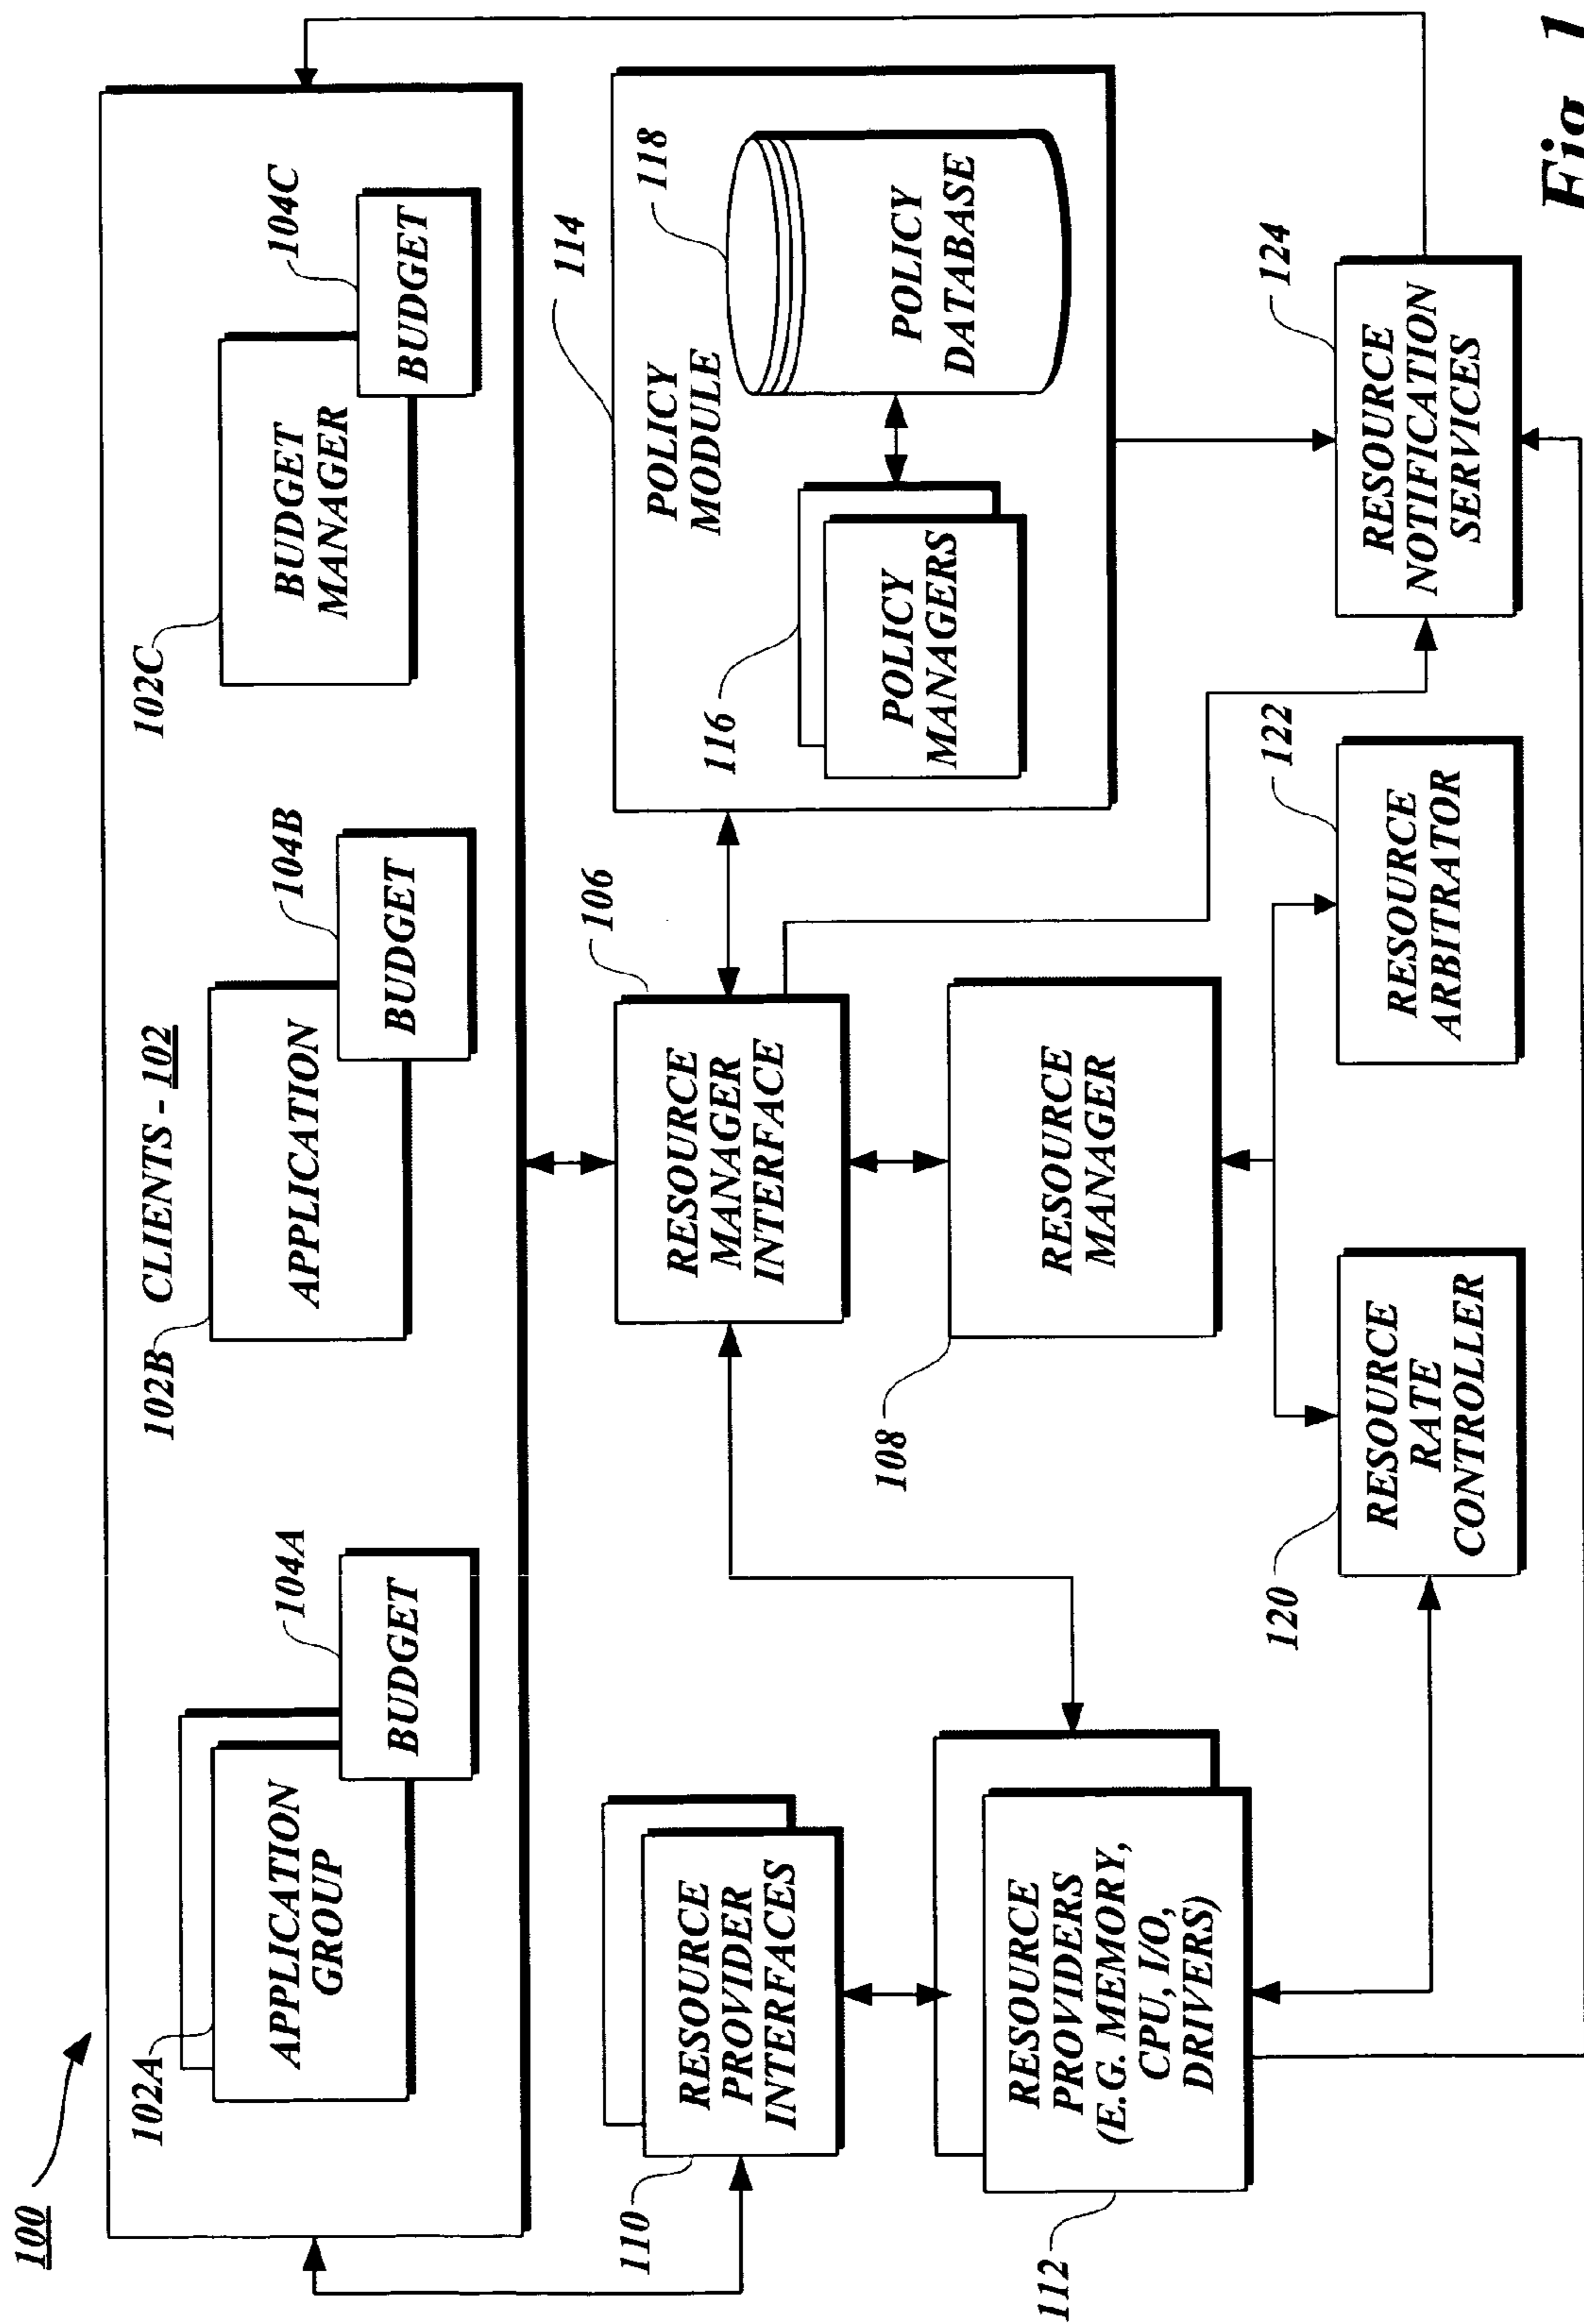 100
CLIENTS - 102
102A
APPLICATION
GROUP
104A
BUDGET
102B
APPLICATION
104B
BUDGET
102C
BUDGET
MANAGER
104C
BUDGET
110
RESOURCE
PROVIDER
INTERFACES
106
RESOURCE
MANAGER
INTERFACE
114
POLICY
MODULE
116
POLICY
MANAGERS
118
POLICY
DATABASE
112
RESOURCE
PROVIDERS
(E.G. MEMORY,
CPU, I/O,
DRIVERS)
108
RESOURCE
MANAGER
120
RESOURCE
RATE
CONTROLLER
122
RESOURCE
ARBITRATOR
124
RESOURCE
NOTIFICATION
SERVICES
Fig. 1